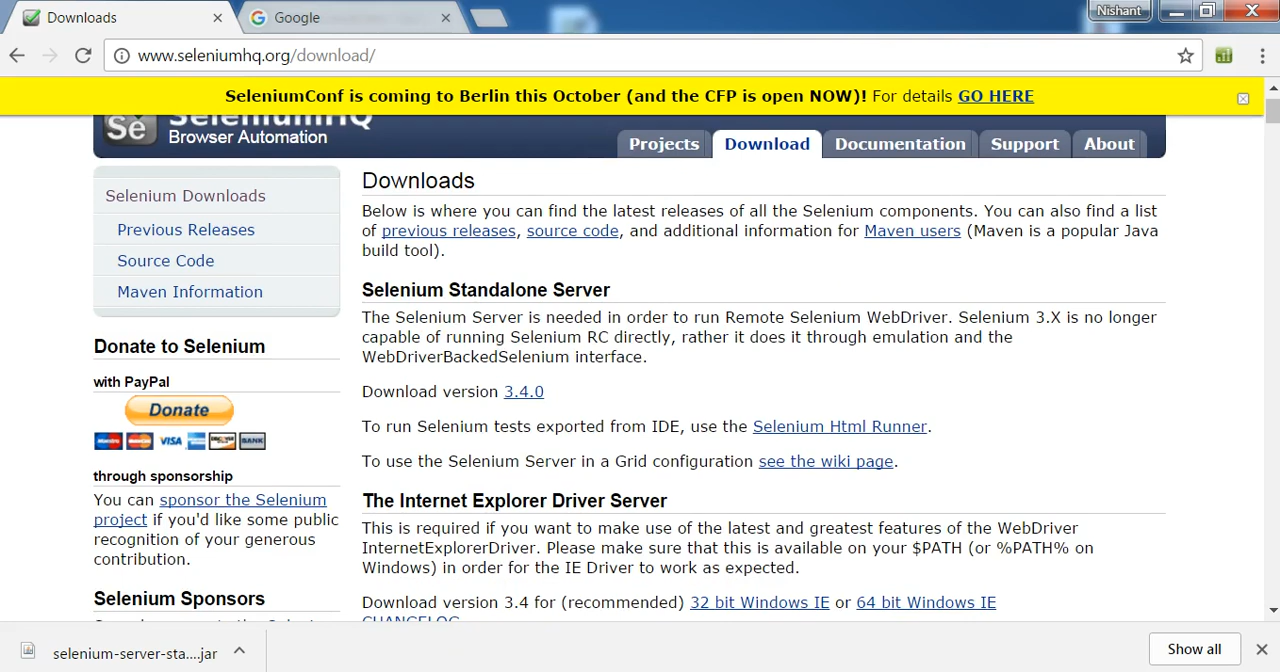 Downloads
Google
Nishant
www.seleniumhq.org/download/
SeleniumConf is coming to Berlin this October (and the CFP is open NOW)! For details GO HERE
Se SeleniumHQ
Browser Automation
Projects
Download
Documentation
Support
About
Selenium Downloads
Previous Releases
Source Code
Maven Information
Donate to Selenium
with PayPal
Donate
VISA
BANK
through sponsorship
You can sponsor the Selenium
project if you'd like some public
recognition of your generous
contribution.
Selenium Sponsors
Downloads
Below is where you can find the latest releases of all the Selenium components. You can also find a list
of previous releases, source code, and additional information for Maven users (Maven is a popular Java
build tool).
Selenium Standalone Server
The Selenium Server is needed in order to run Remote Selenium WebDriver. Selenium 3.X is no longer
capable of running Selenium RC directly, rather it does it through emulation and the
WebDriverBackedSelenium interface.
Download version 3.4.0
To run Selenium tests exported from IDE, use the Selenium Html Runner.
To use the Selenium Server in a Grid configuration see the wiki page.
The Internet Explorer Driver Server
This is required if you want to make use of the latest and greatest features of the WebDriver
InternetExplorerDriver. Please make sure that this is available on your $PATH (or %PATH% on
Windows) in order for the IE Driver to work as expected.
Download version 3.4 for (recommended) 32 bit Windows IE or 64 bit Windows IE
CHANGELOG
selenium-server-sta....jar
Show all